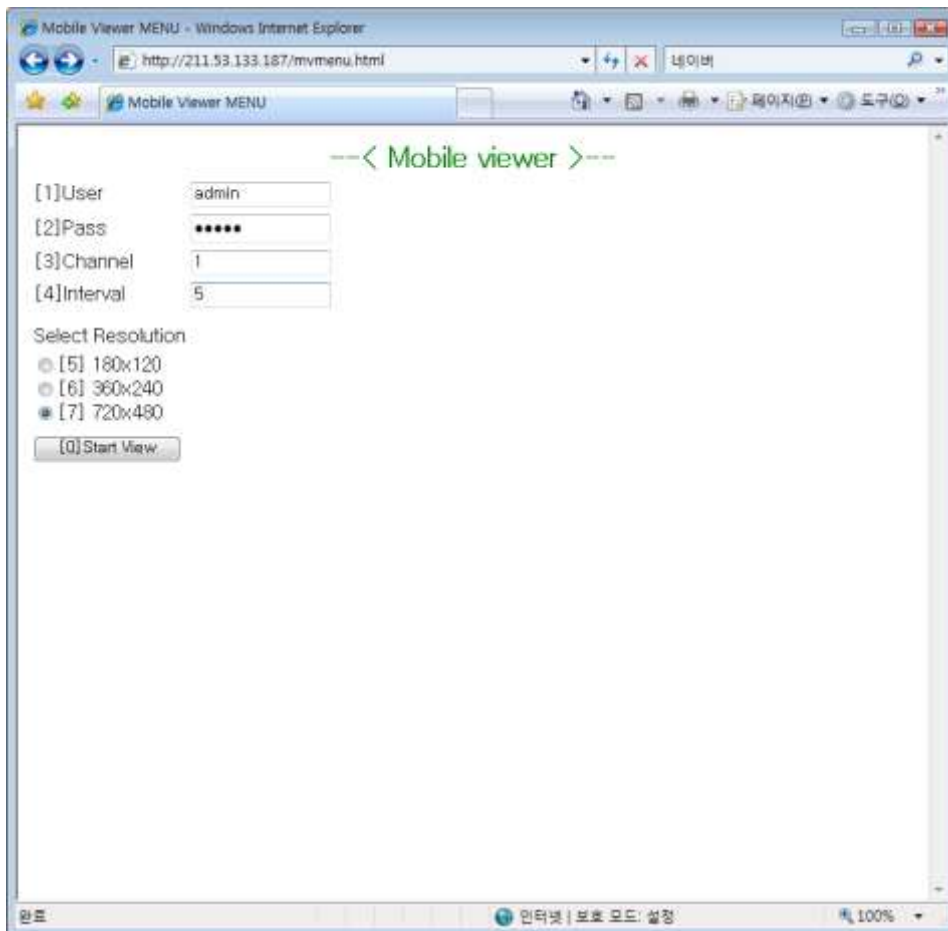 Mobile Viewer MENU - Windows Internet Explorer
http://211.53.133.187/mvmenu.html
네이버
Mobile Viewer MENU
페이지(P)
도구(O)
--< Mobile viewer >--
[1]User admin
[2]Pass •••••
[3]Channel 1
[4]Interval 5
Select Resolution
[5] 180x120
[6] 360x240
[7] 720x480
[0]Start View
완료
인터넷 | 보호 모드: 설정
100%